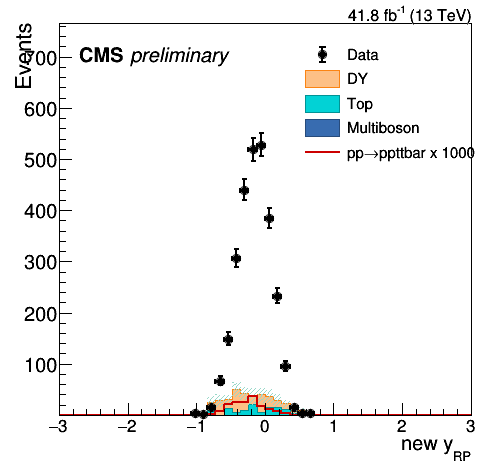 41.8 fb⁻¹ (13 TeV)
Events
CMS preliminary
Data
DY
Top
Multiboson
pp→ppttbar x 1000
700
600
500
400
300
200
100
−3 −2 −1 0 1 2 3
new y_RP